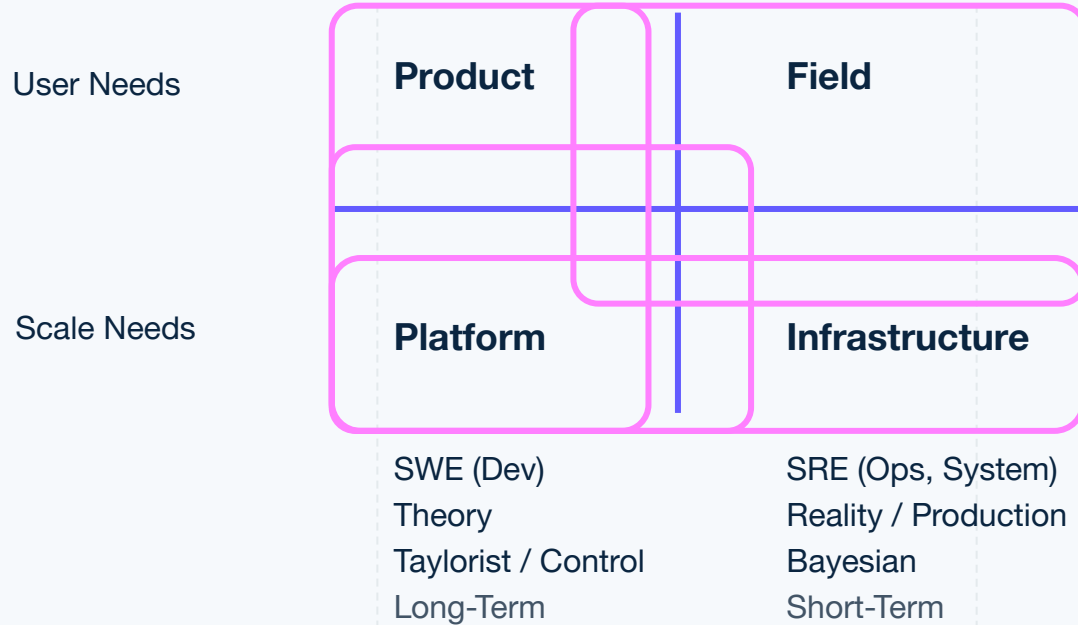 User Needs
Product
Field
Scale Needs
Platform
Infrastructure
SWE (Dev)
SRE (Ops, System)
Theory
Reality / Production
Taylorist / Control
Bayesian
Long-Term
Short-Term